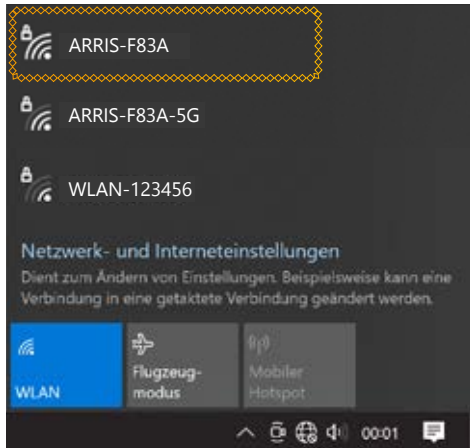 ARRIS-F83A
ARRIS-F83A-5G
WLAN-123456
Netzwerk- und Interneteinstellungen
Dient zum Ändern von Einstellungen. Beispielsweise kann eine
Verbindung in eine getaktete Verbindung geändert werden.
WLAN
Flugzeug-
modus
Mobiler
Hotspot
00:01